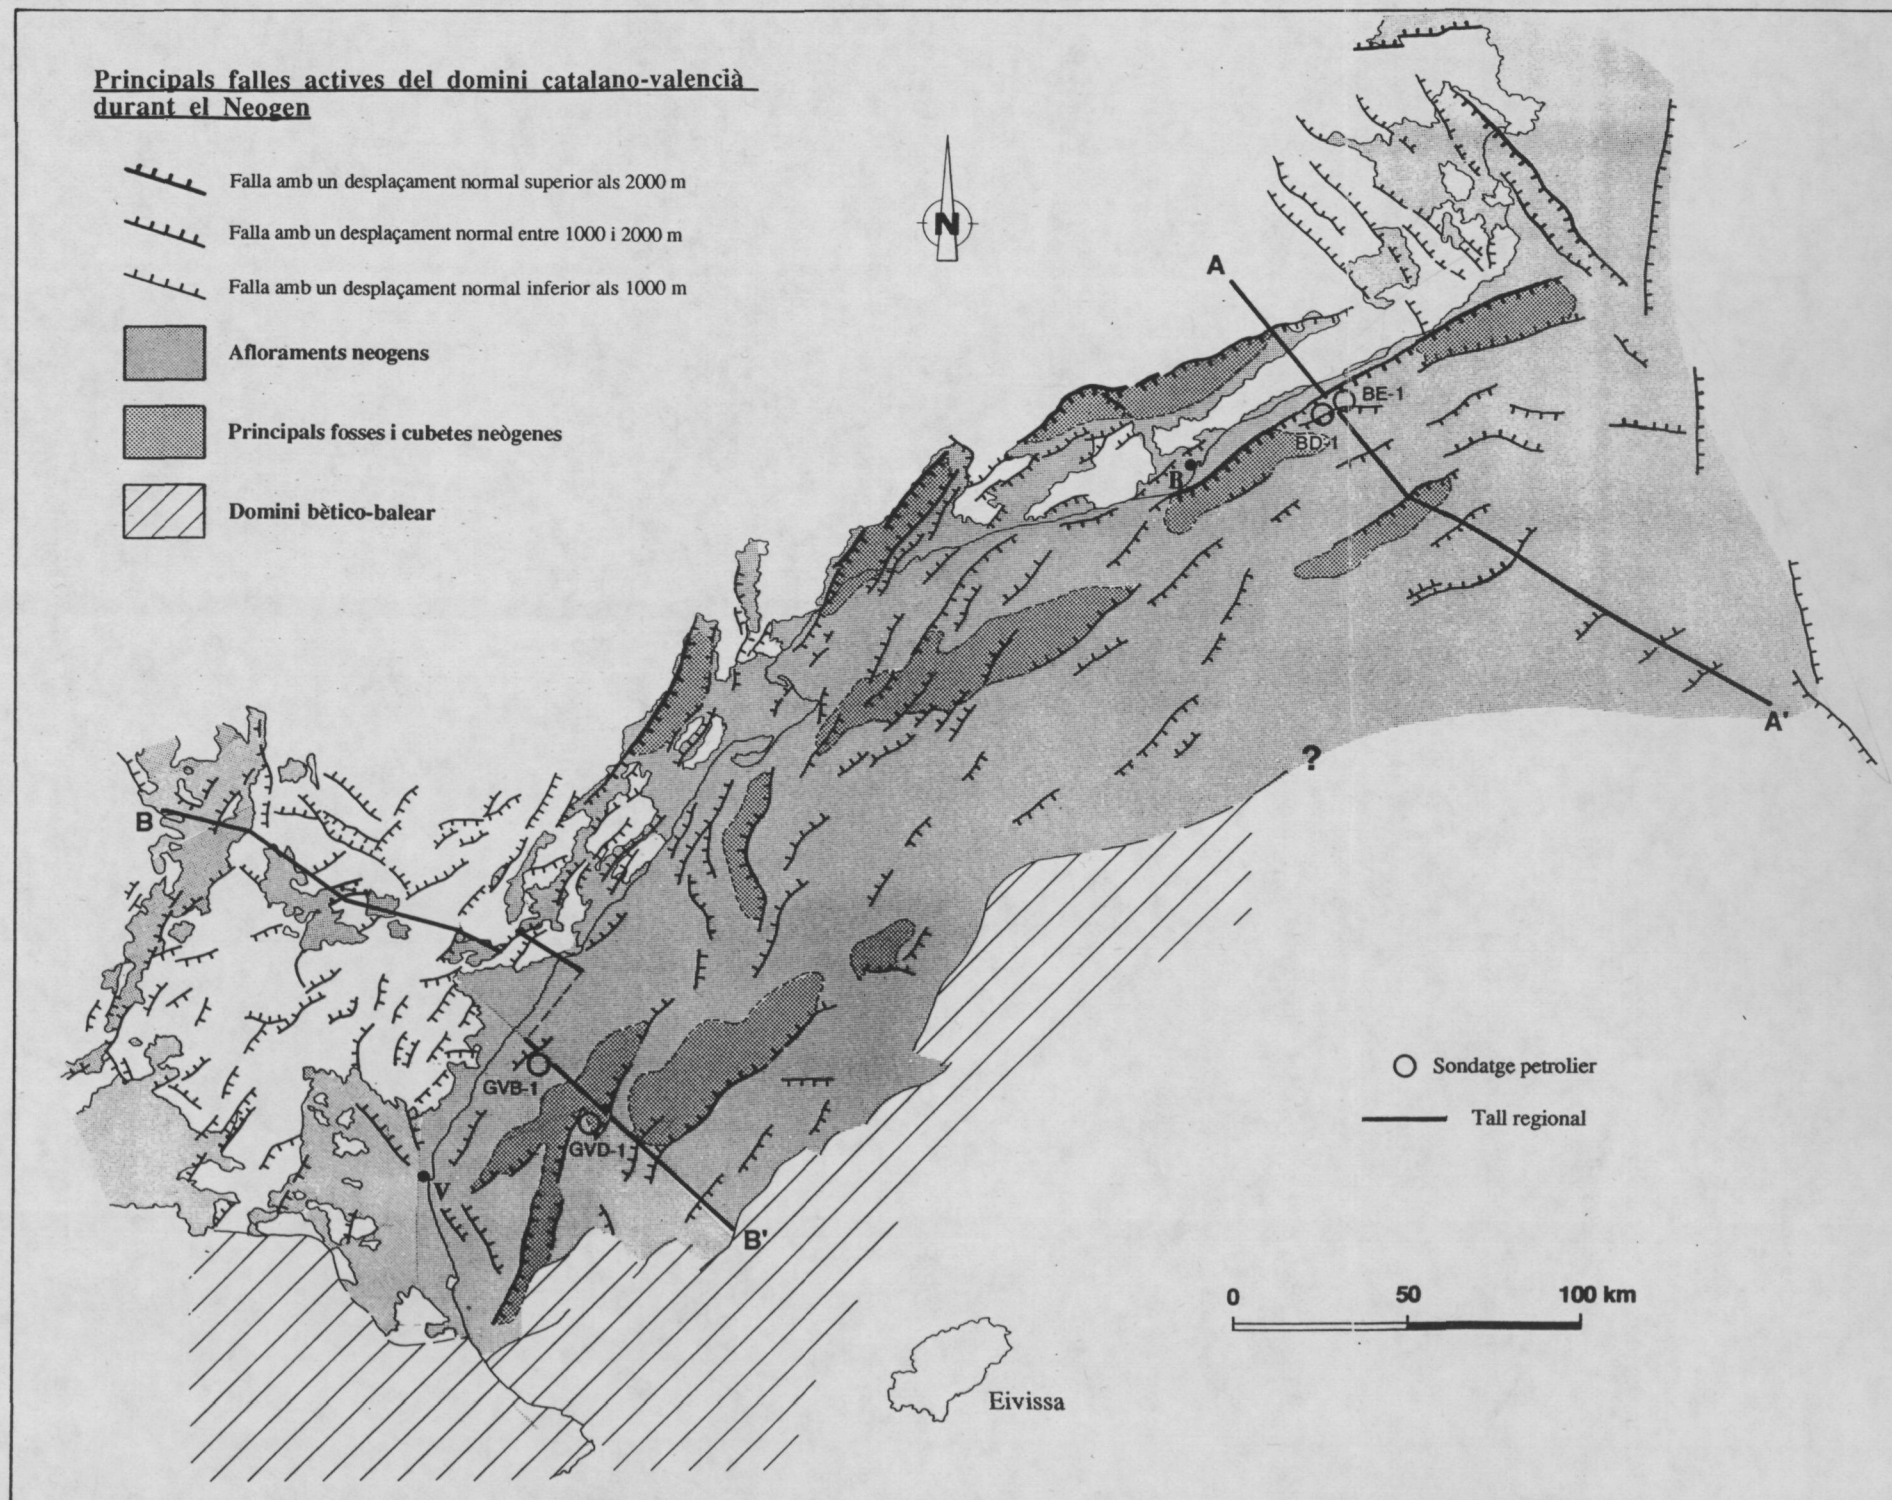 Principals falles actives del domini catalano-valencià
durant el Neogen
Falla amb un desplaçament normal superior als 2000 m
Falla amb un desplaçament normal entre 1000 i 2000 m
Falla amb un desplaçament normal inferior als 1000 m
Afloraments neogens
Principals fosses i cubetes neògenes
Domini bètico-balear
N
A
BE-1
BD-1
B
A'
?
B
GVB-1
GVD-1
V
B'
Sondatge petrolier
Tall regional
0 50 100 km
Eivissa